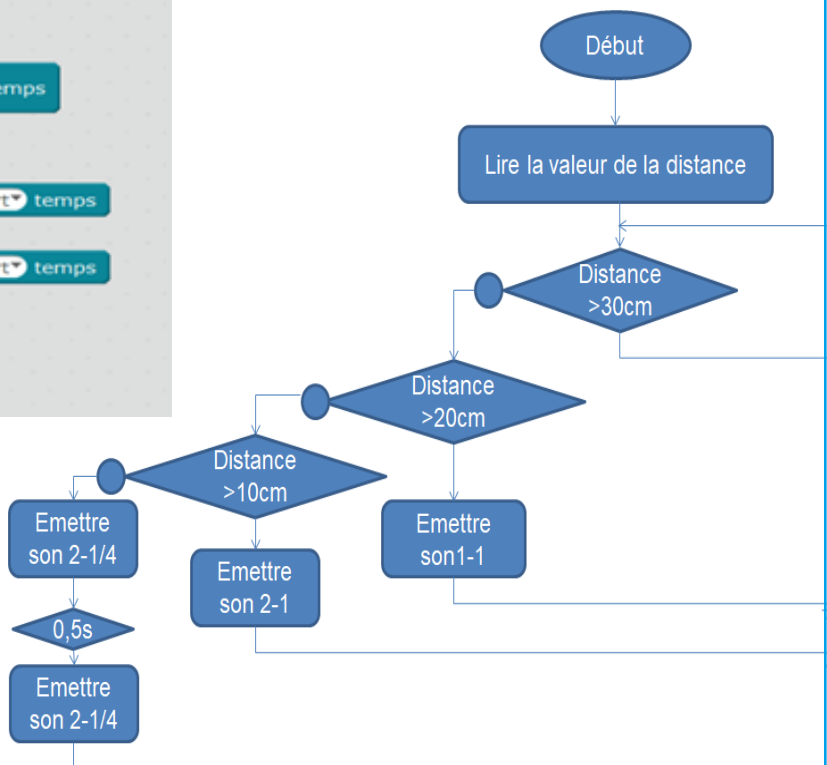 temps
temps
Début
Lire la valeur de la distance
Distance
>30cm
Distance
>20cm
Distance
>10cm
Emettre
son 2-1/4
Emettre
son 2-1
Emettre
son1-1
0,5s
Emettre
son 2-1/4